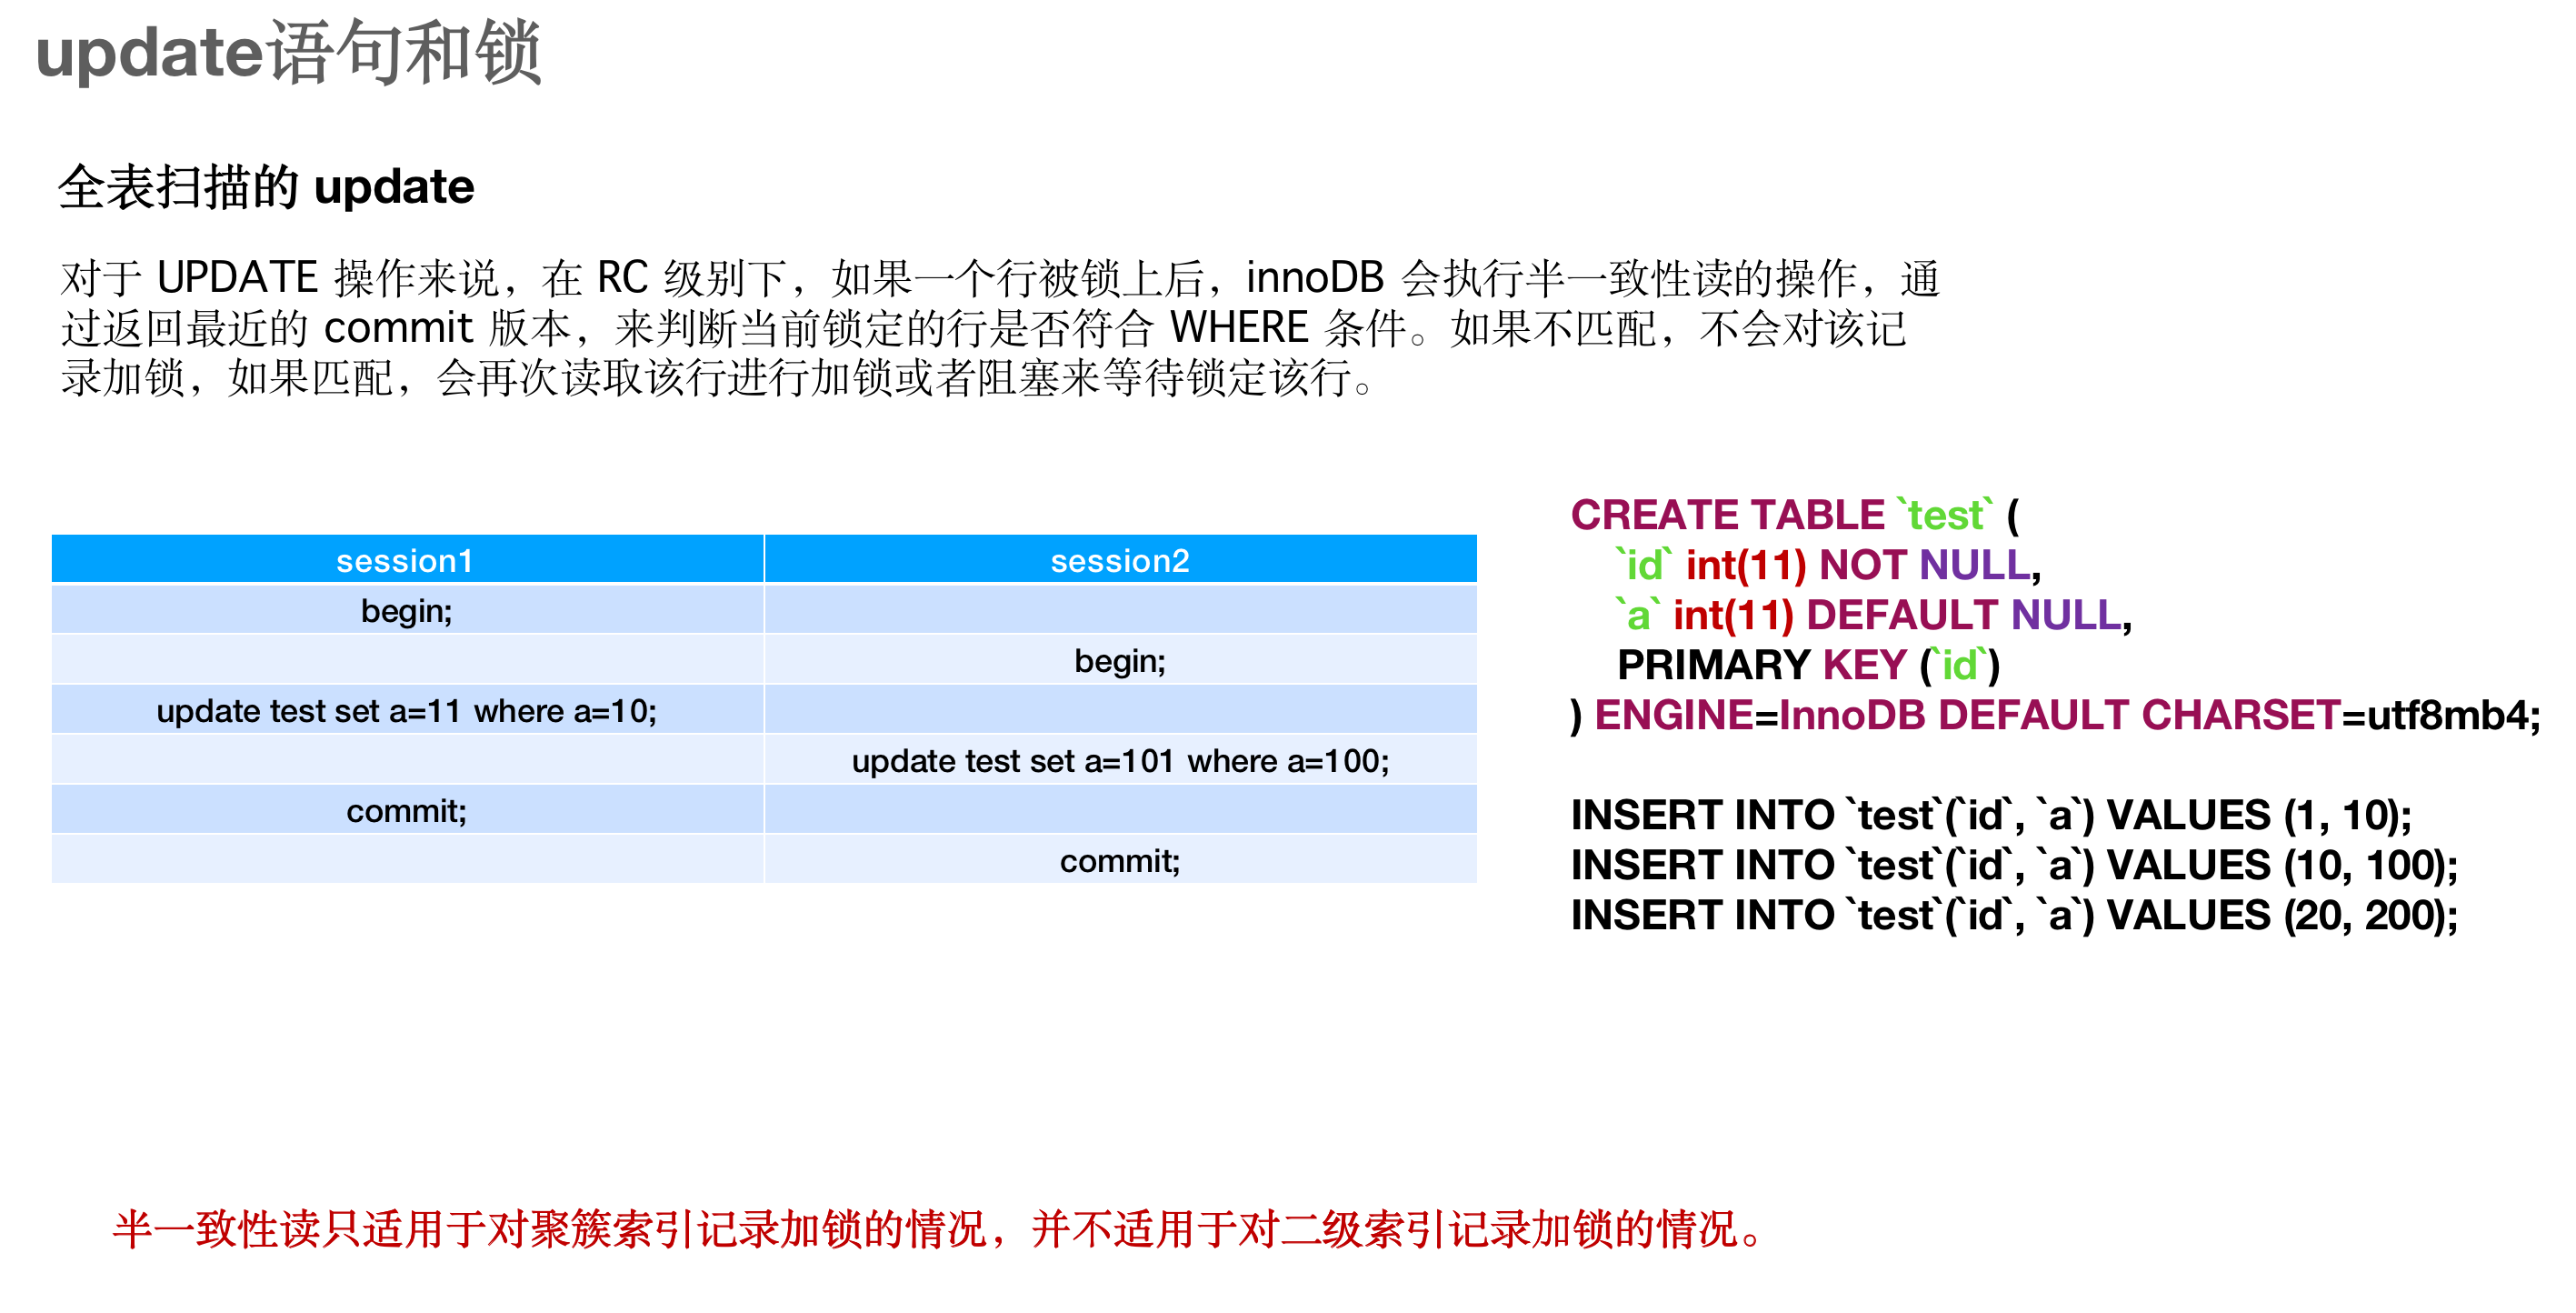 update语句和锁
全表扫描的 update
对于 UPDATE 操作来说，在 RC 级别下，如果一个行被锁上后，innoDB 会执行半一致性读的操作，通
过返回最近的 commit 版本，来判断当前锁定的行是否符合 WHERE 条件。如果不匹配，不会对该记
录加锁，如果匹配，会再次读取该行进行加锁或者阻塞来等待锁定该行。
session1 session2
begin;
begin;
update test set a=11 where a=10;
update test set a=101 where a=100;
commit;
commit;
CREATE TABLE `test` (
`id` int(11) NOT NULL,
`a` int(11) DEFAULT NULL,
PRIMARY KEY (`id`)
) ENGINE=InnoDB DEFAULT CHARSET=utf8mb4;
INSERT INTO `test`(`id`, `a`) VALUES (1, 10);
INSERT INTO `test`(`id`, `a`) VALUES (10, 100);
INSERT INTO `test`(`id`, `a`) VALUES (20, 200);
半一致性读只适用于对聚簇索引记录加锁的情况，并不适用于对二级索引记录加锁的情况。